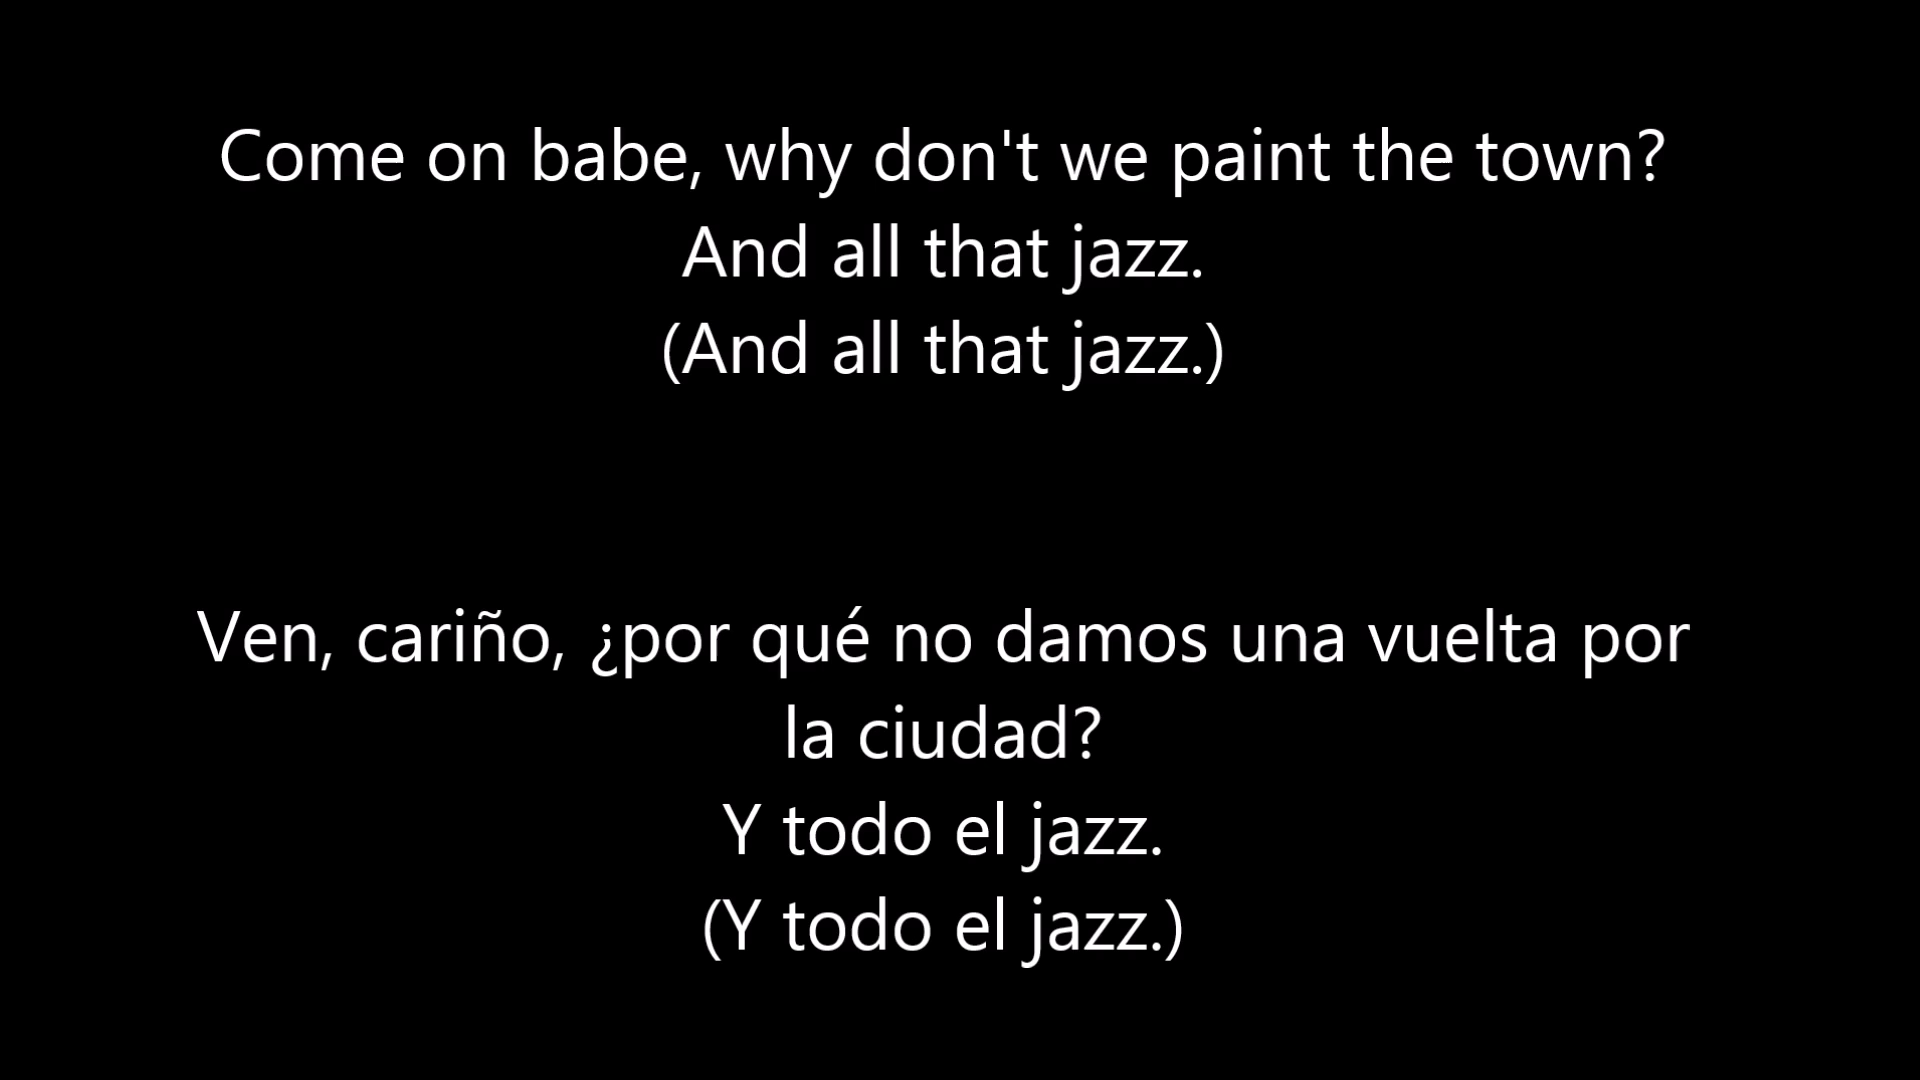 Come on babe, why don't we paint the town?
And all that jazz.
(And all that jazz.)
Ven, cariño, ¿por qué no damos una vuelta por
la ciudad?
Y todo el jazz.
(Y todo el jazz.)